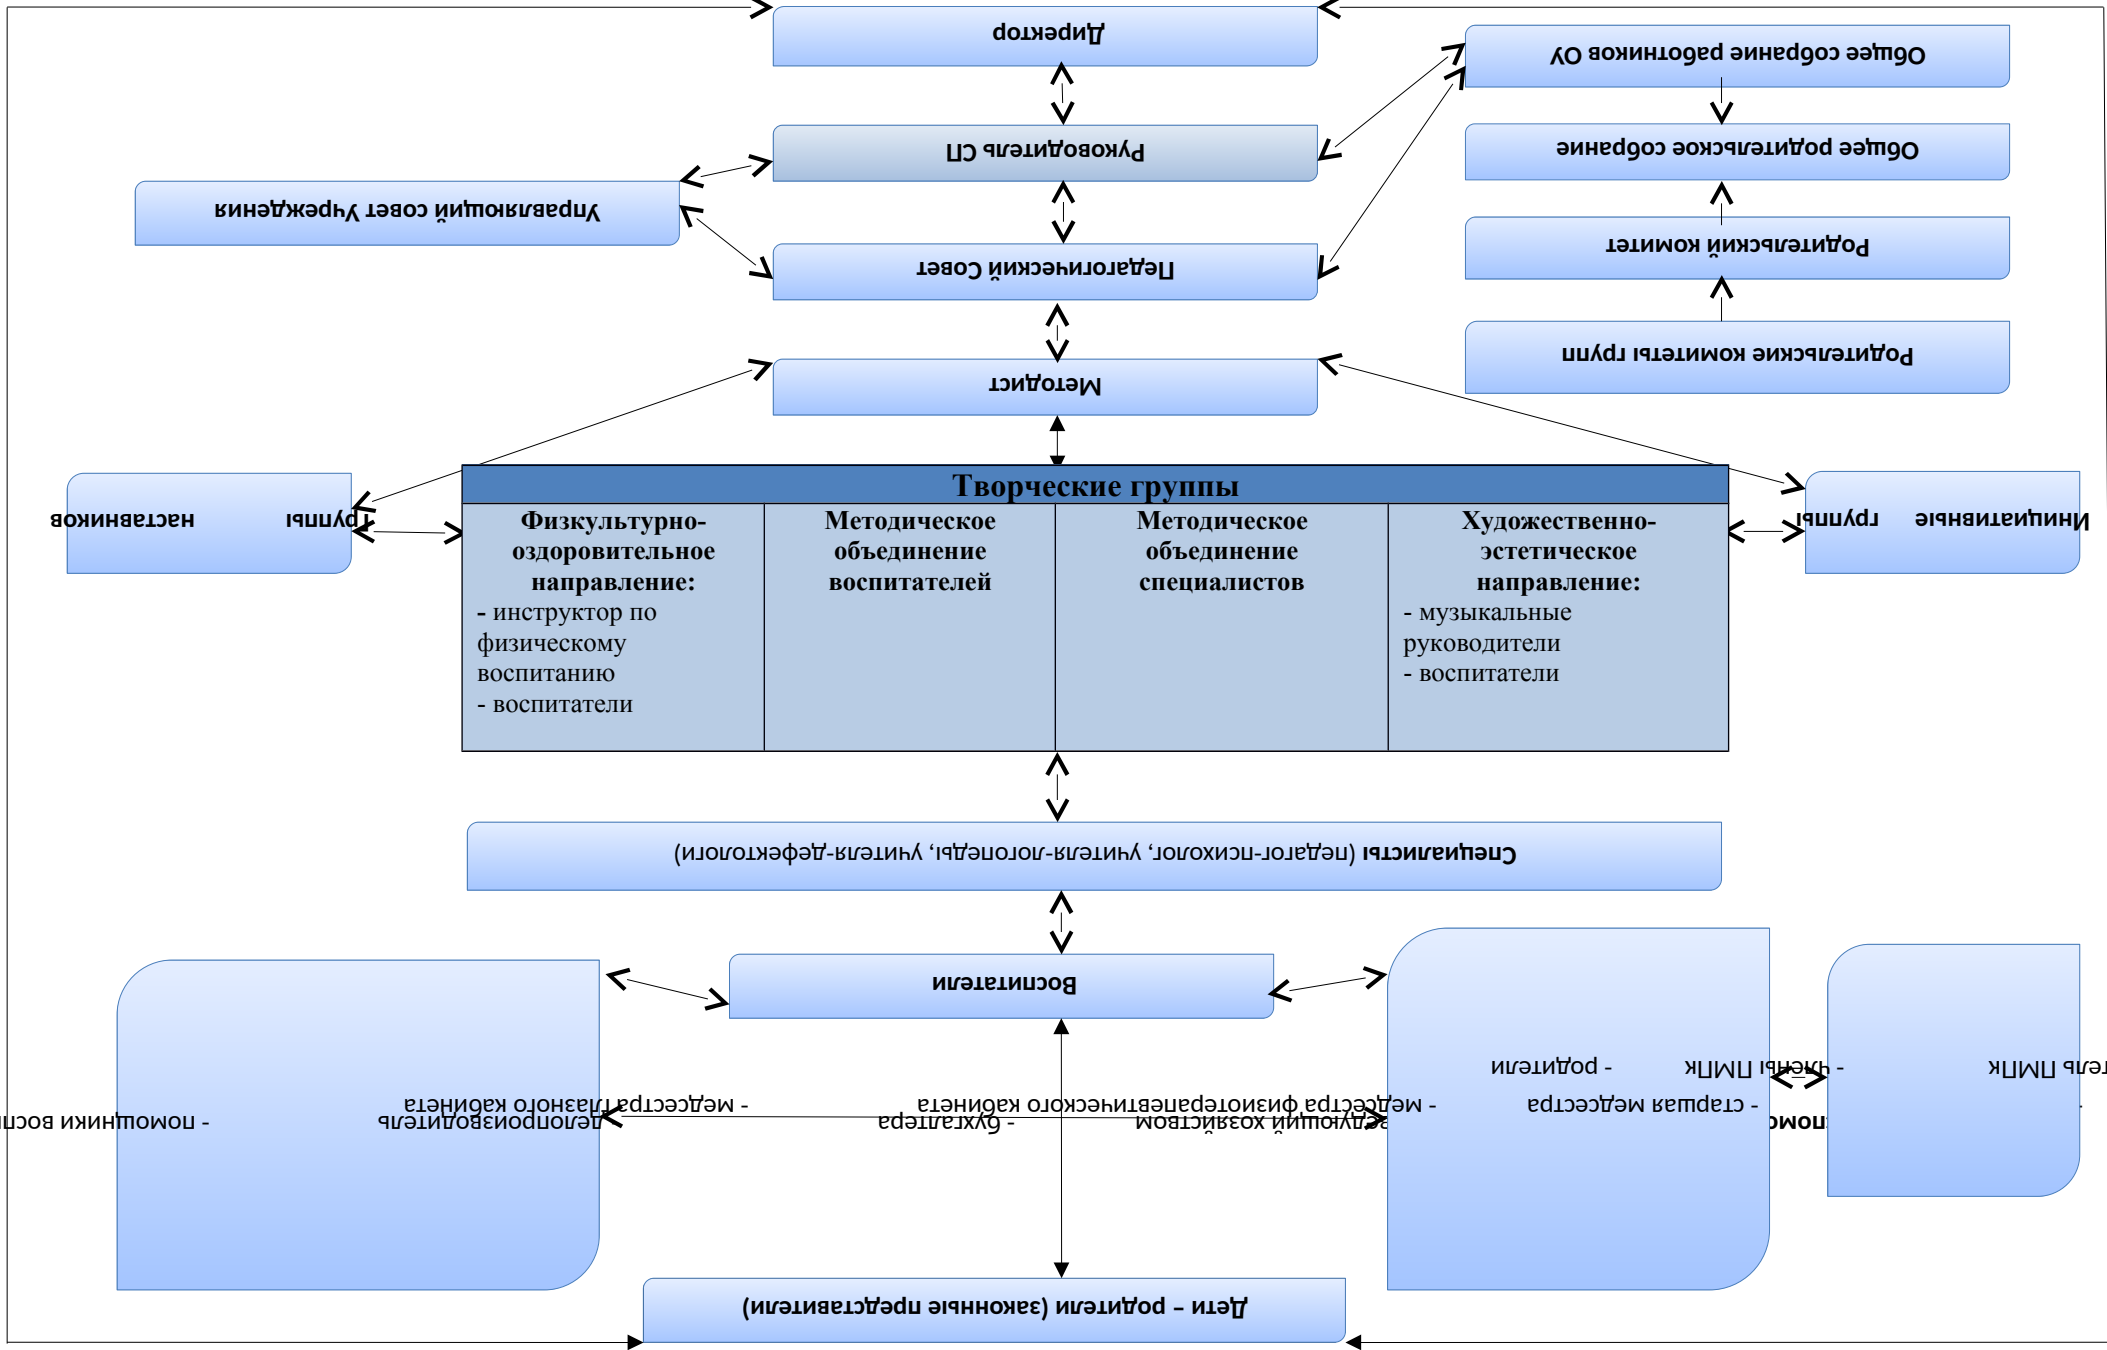 Директор
Общее собрание работников ОУ
Руководитель СП
Общее родительское собрание
Управляющий совет Учреждения
Родительский комитет
Педагогический Совет
Родительские комитеты групп
Методист
Творческие группы
Группы наставников
Физкультурно-
оздоровительное
направление:
- инструктор по
физическому
воспитанию
- воспитатели
Методическое
объединение
воспитателей
Методическое
объединение
специалистов
Художественно-
эстетическое
направление:
- музыкальные
руководители
- воспитатели
Инициативные группы
Специалисты (педагог-психолог, учителя-логопеды, учителя-дефектологи)
Воспитатели
- родители
- члены ПМПк
ПМПк
- старшая медсестра
- медсестра физиотерапевтического кабинета
- медсестра глазного кабинета
хозяйством
- бухгалтера
делопроизводитель
- помощники
Дети – родители (законные представители)